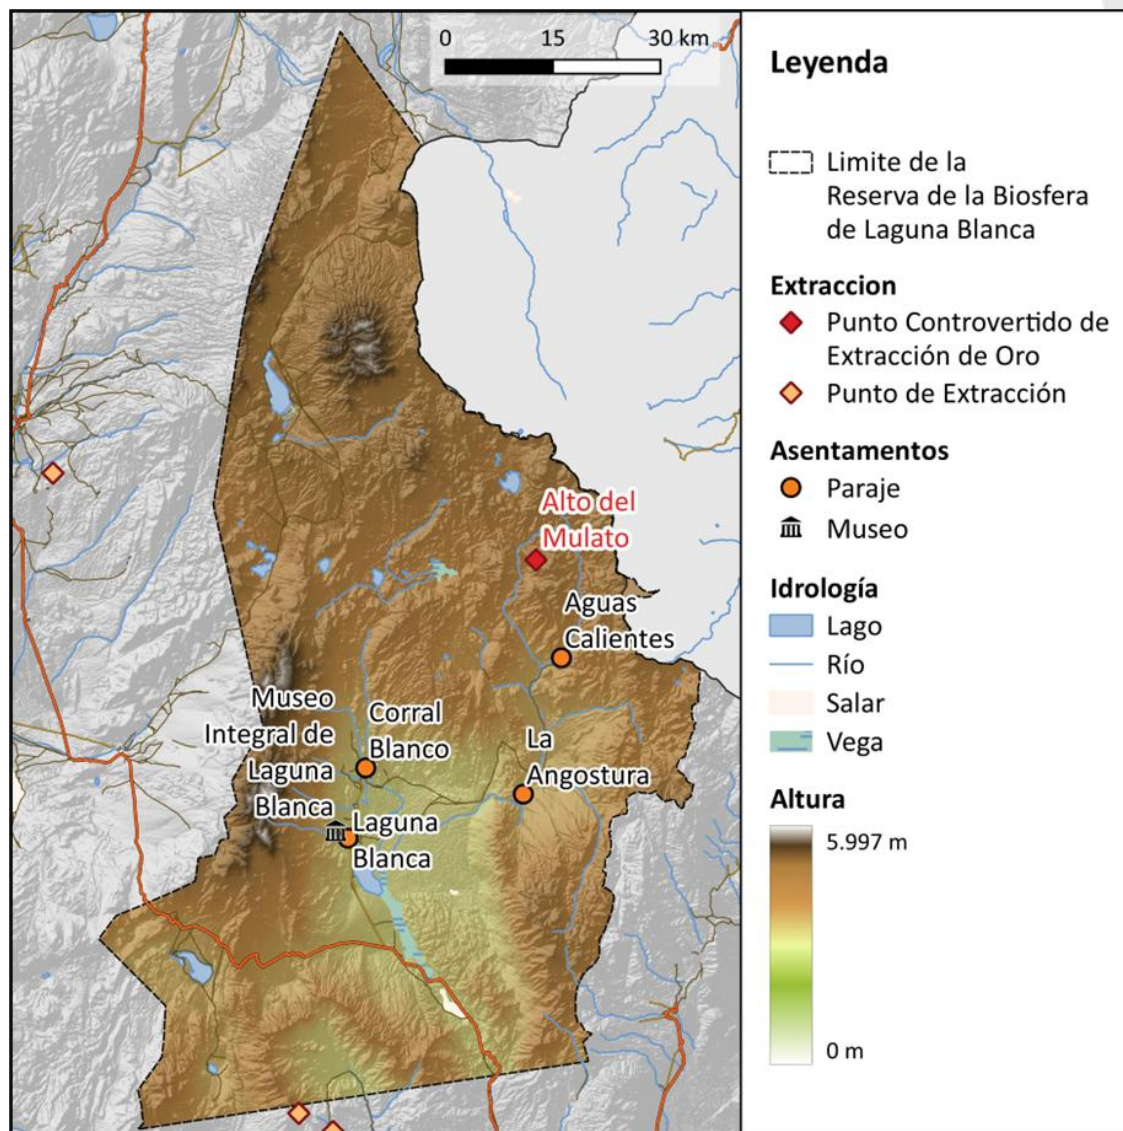 0 15 30 km
Alto del
Mulato
Aguas
Calientes
Museo
Integral de
Laguna
Blanca
Corral
Blanco
La
Angostura
Laguna
Blanca
Leyenda
Limite de la
Reserva de la Biosfera
de Laguna Blanca
Extraccion
Punto Controvertido de
Extracción de Oro
Punto de Extracción
Asentamentos
Paraje
Museo
Idrología
Lago
Río
Salar
Vega
Altura
5.997 m
0 m